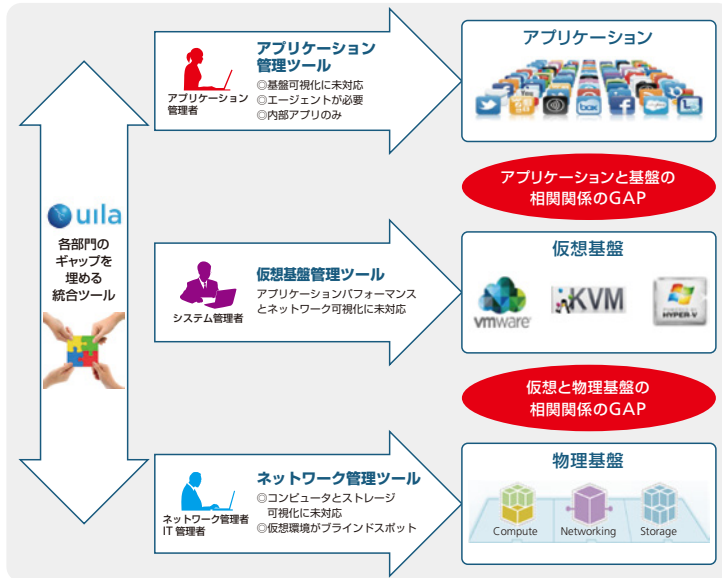 アプリケーション
管理ツール
◎基盤可視化に未対応
◎エージェントが必要
◎内部アプリのみ
アプリケーション
管理者
アプリケーション
You
box
アプリケーションと基盤の
相関関係のGAP
uila
各部門の
ギャップを
埋める
統合ツール
仮想基盤管理ツール
アプリケーションパフォーマンス
とネットワーク可視化に未対応
システム管理者
仮想基盤
vmware
KVM
HYPER-V
仮想と物理基盤の
相関関係のGAP
ネットワーク管理ツール
◎コンピュータとストレージ
可視化に未対応
◎仮想環境がブラインドスポット
ネットワーク管理者
IT 管理者
物理基盤
Compute
Networking
Storage